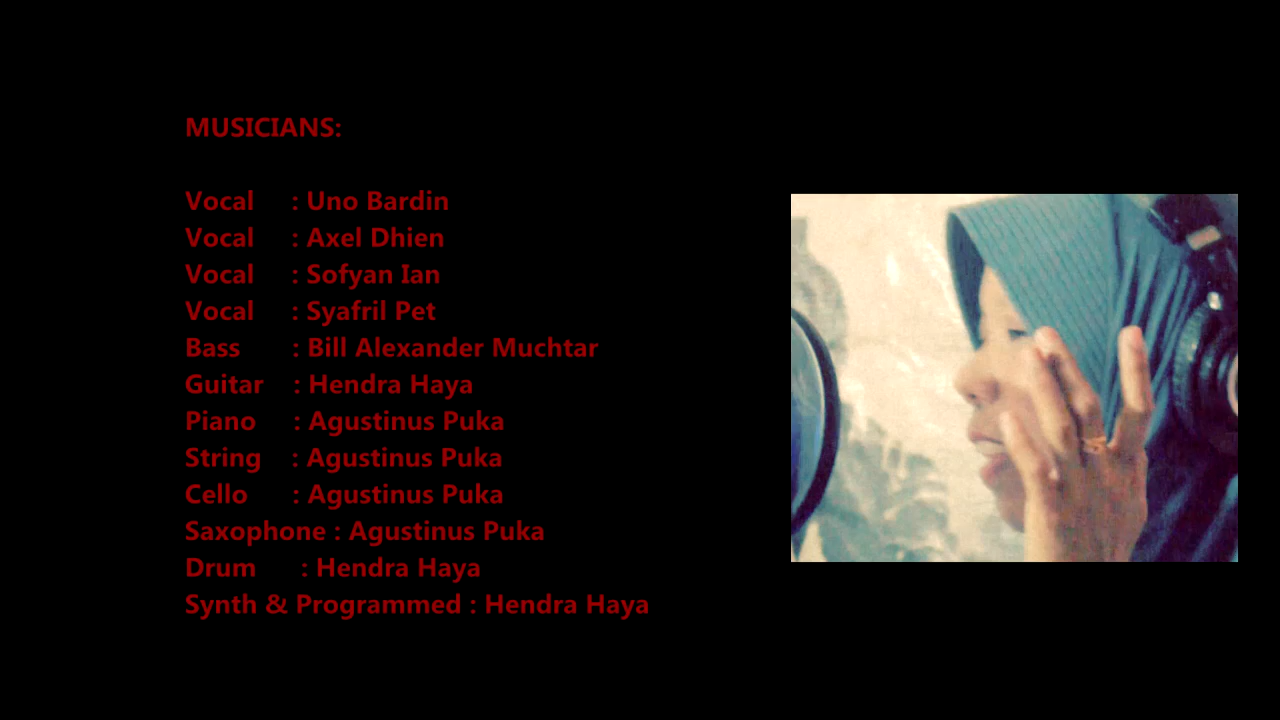 MUSICIANS:
Vocal : Uno Bardin
Vocal : Axel Dhien
Vocal : Sofyan Ian
Vocal : Syafril Pet
Bass : Bill Alexander Muchtar
Guitar : Hendra Haya
Piano : Agustinus Puka
String : Agustinus Puka
Cello : Agustinus Puka
Saxophone : Agustinus Puka
Drum : Hendra Haya
Synth & Programmed : Hendra Haya